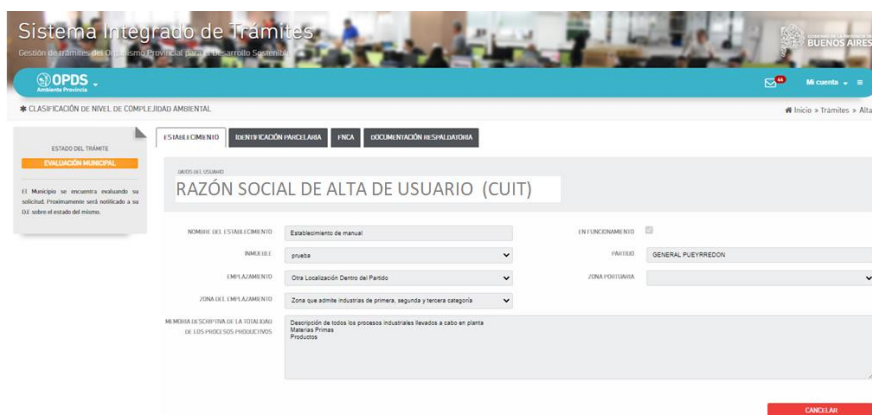 Sistema Integrado de Trámites
Gestión de trámites del Organismo Provincial para el Desarrollo Sostenible
BUENOS AIRES
OPDS
Ambiente Provincia
44
Mi cuenta
CLASIFICACIÓN DE NIVEL DE COMPLEJIDAD AMBIENTAL
Inicio » Tramites » Alta
ESTADO DEL TRÁMITE
EVALUACIÓN MUNICIPAL
El Municipio se encuentra evaluando su
solicitud. Proximamente será notificado a su
D.E sobre el estado del mismo.
ESTABLECIMIENTO
IDENTIFICACIÓN PARCELARIA
FNCA
DOCUMENTACIÓN RESPALDATORIA
DATOS DEL USUARIO
RAZÓN SOCIAL DE ALTA DE USUARIO (CUIT)
NOMBRE DEL ESTABLECIMIENTO
Establecimiento de manual
EN FUNCIONAMIENTO
INMUEBLE
prueba
PARTIDO
GENERAL PUEYRREDON
EMPLAZAMIENTO
Otra Localización Dentro del Partido
ZONA PORTUARIA
ZONA DEL EMPLAZAMIENTO
Zona que admite industrias de primera, segunda y tercera categoría
MEMORIA DESCRIPTIVA DE LA TOTALIDAD
DE LOS PROCESOS PRODUCTIVOS
Descripción de todos los procesos industriales llevados a cabo en planta
Materias Primas
Productos
CANCELAR